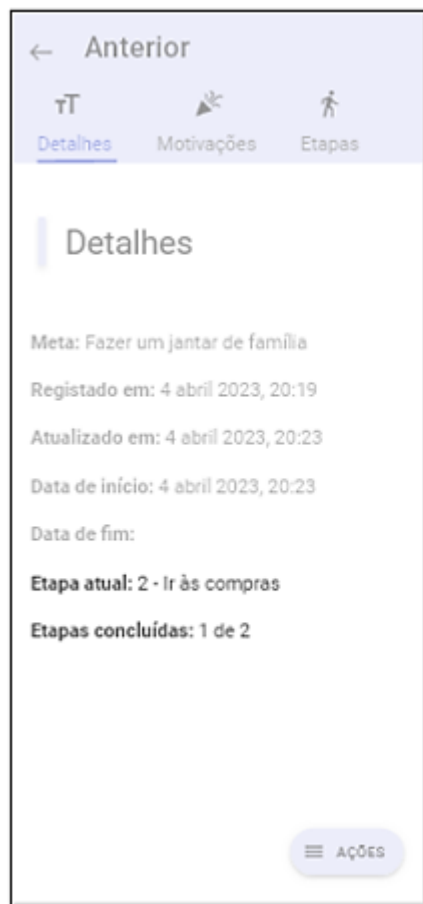 Anterior
Detalhes Motivações Etapas
Detalhes
Meta: Fazer um jantar de família
Registado em: 4 abril 2023, 20:19
Atualizado em: 4 abril 2023, 20:23
Data de início: 4 abril 2023, 20:23
Data de fim:
Etapa atual: 2 - Ir às compras
Etapas concluídas: 1 de 2
AÇÕES